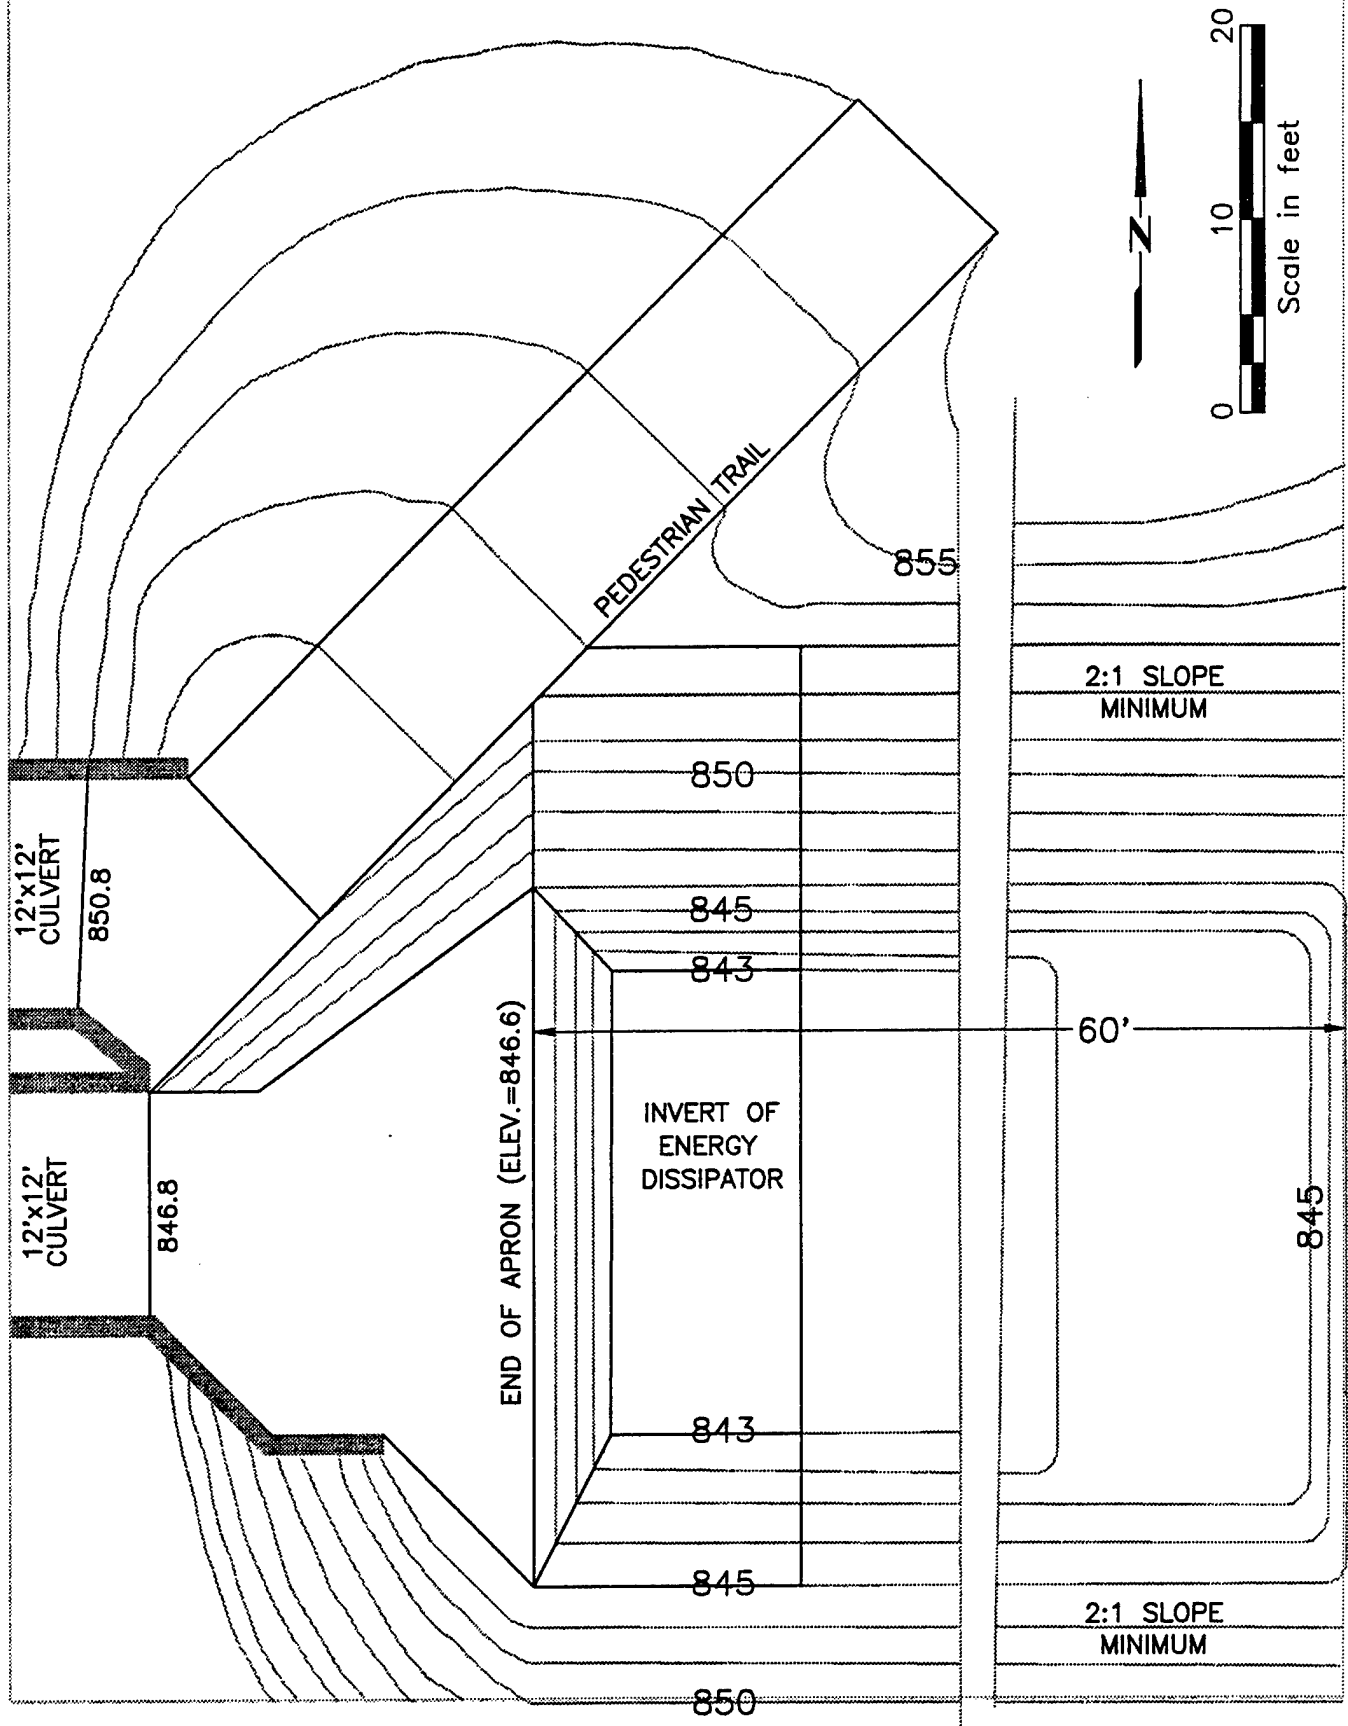 0 10 20
Scale in feet
N
PEDESTRIAN TRAIL
855
2:1 SLOPE
MINIMUM
850
12'x12'
CULVERT
850.8
845
843
60'
END OF APRON (ELEV.=846.6)
INVERT OF
ENERGY
DISSIPATOR
12'x12'
CULVERT
846.8
845
843
845
2:1 SLOPE
MINIMUM
850